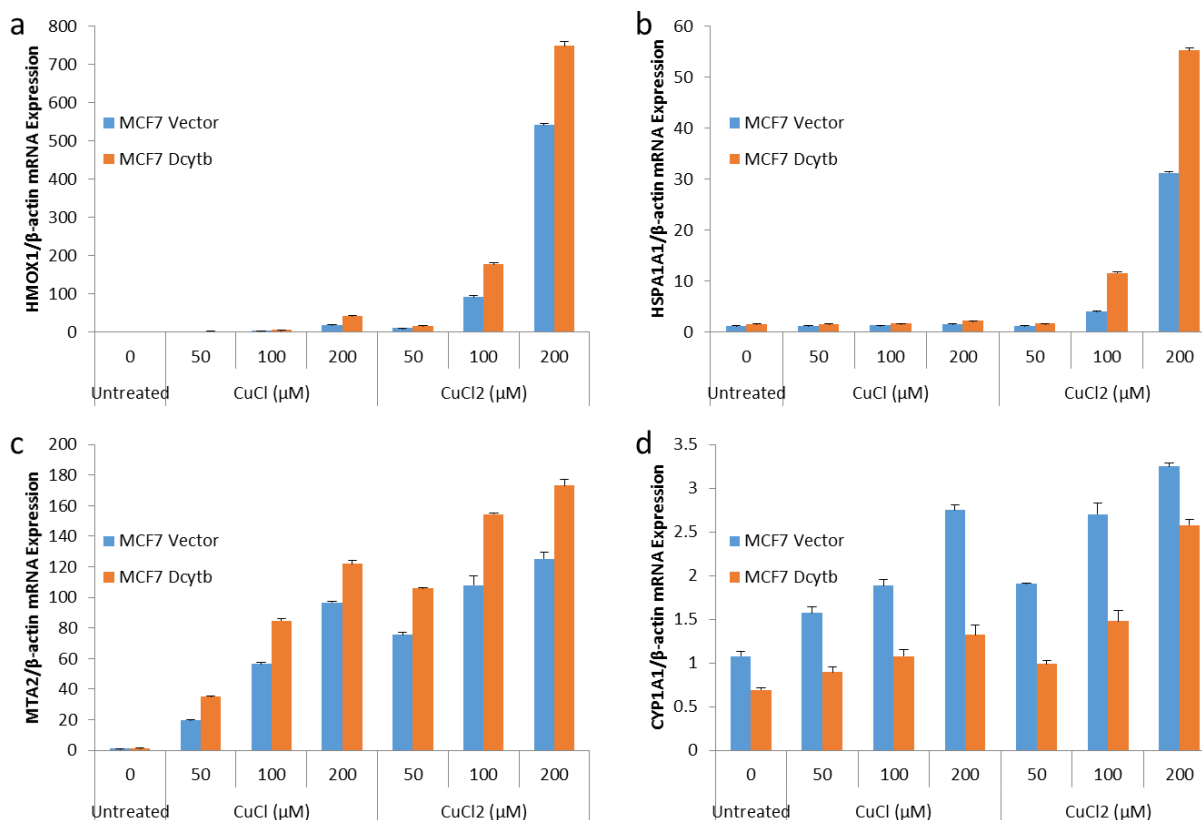 a
HMOX1/β-actin mRNA Expression
800
700
600
500
400
300
200
100
0
MCF7 Vector
MCF7 Dcytb
0 50 100 200 50 100 200
Untreated CuCl (μM) CuCl2 (μM)
b
HSPA1A1/β-actin mRNA Expression
60
50
40
30
20
10
0
MCF7 Vector
MCF7 Dcytb
0 50 100 200 50 100 200
Untreated CuCl (μM) CuCl2 (μM)
c
MTA2/β-actin mRNA Expression
200
180
160
140
120
100
80
60
40
20
0
MCF7 Vector
MCF7 Dcytb
0 50 100 200 50 100 200
Untreated CuCl (μM) CuCl2 (μM)
d
CYP1A1/β-actin mRNA Expression
3.5
3
2.5
2
1.5
1
0.5
0
MCF7 Vector
MCF7 Dcytb
0 50 100 200 50 100 200
Untreated CuCl (μM) CuCl2 (μM)